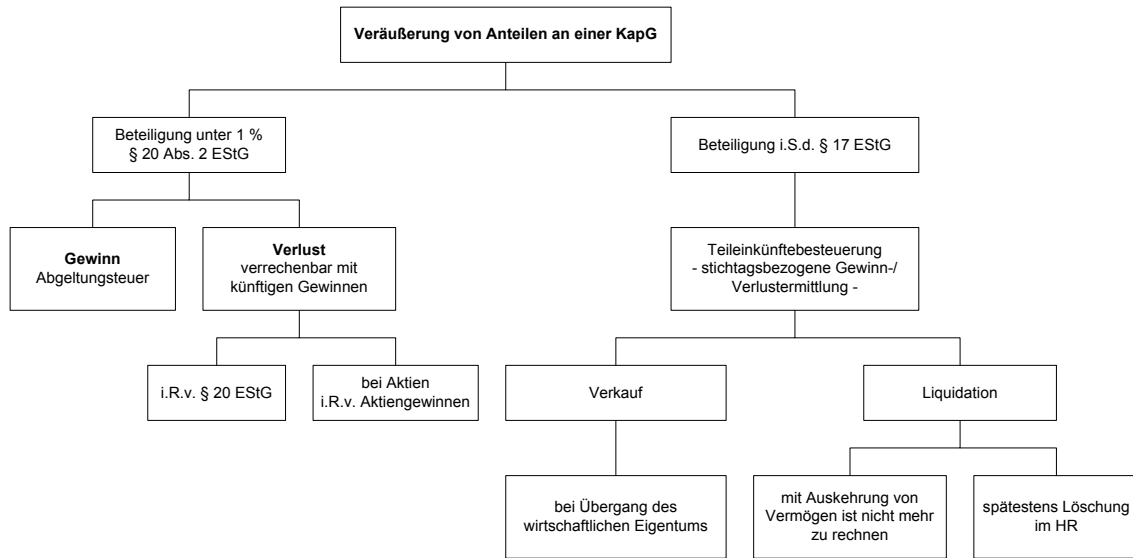 Veräußerung von Anteilen an einer KapG
Beteiligung unter 1 %
§ 20 Abs. 2 EStG
Beteiligung i.S.d. § 17 EStG
Gewinn
Abgeltungsteuer
Verlust
verrechenbar mit
künftigen Gewinnen
Teileinkünftebesteuerung
- stichtagsbezogene Gewinn-/
Verlustermittlung -
i.R.v. § 20 EStG
bei Aktien
i.R.v. Aktiengewinnen
Verkauf
Liquidation
bei Übergang des
wirtschaftlichen Eigentums
mit Auskehrung von
Vermögen ist nicht mehr
zu rechnen
spätestens Löschung
im HR